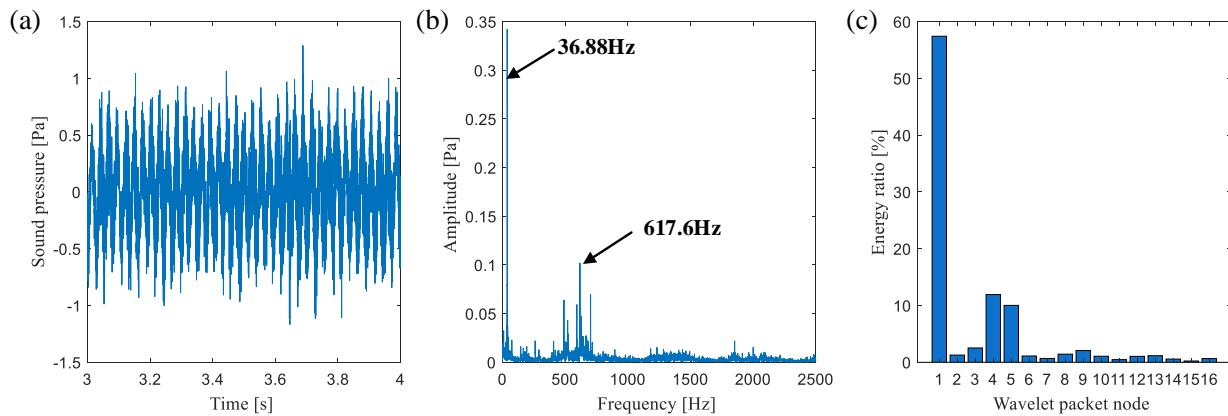 (a)
1.5
1
0.5
0
-0.5
-1
-1.5
3 3.2 3.4 3.6 3.8 4
Sound pressure [Pa]
Time [s]
(b)
0.35
0.3
0.25
0.2
0.15
0.1
0.05
0
0 500 1000 1500 2000 2500
Amplitude [Pa]
Frequency [Hz]
36.88Hz
617.6Hz
(c)
60
50
40
30
20
10
0
1 2 3 4 5 6 7 8 9 10 11 12 13 14 15 16
Energy ratio [%]
Wavelet packet node